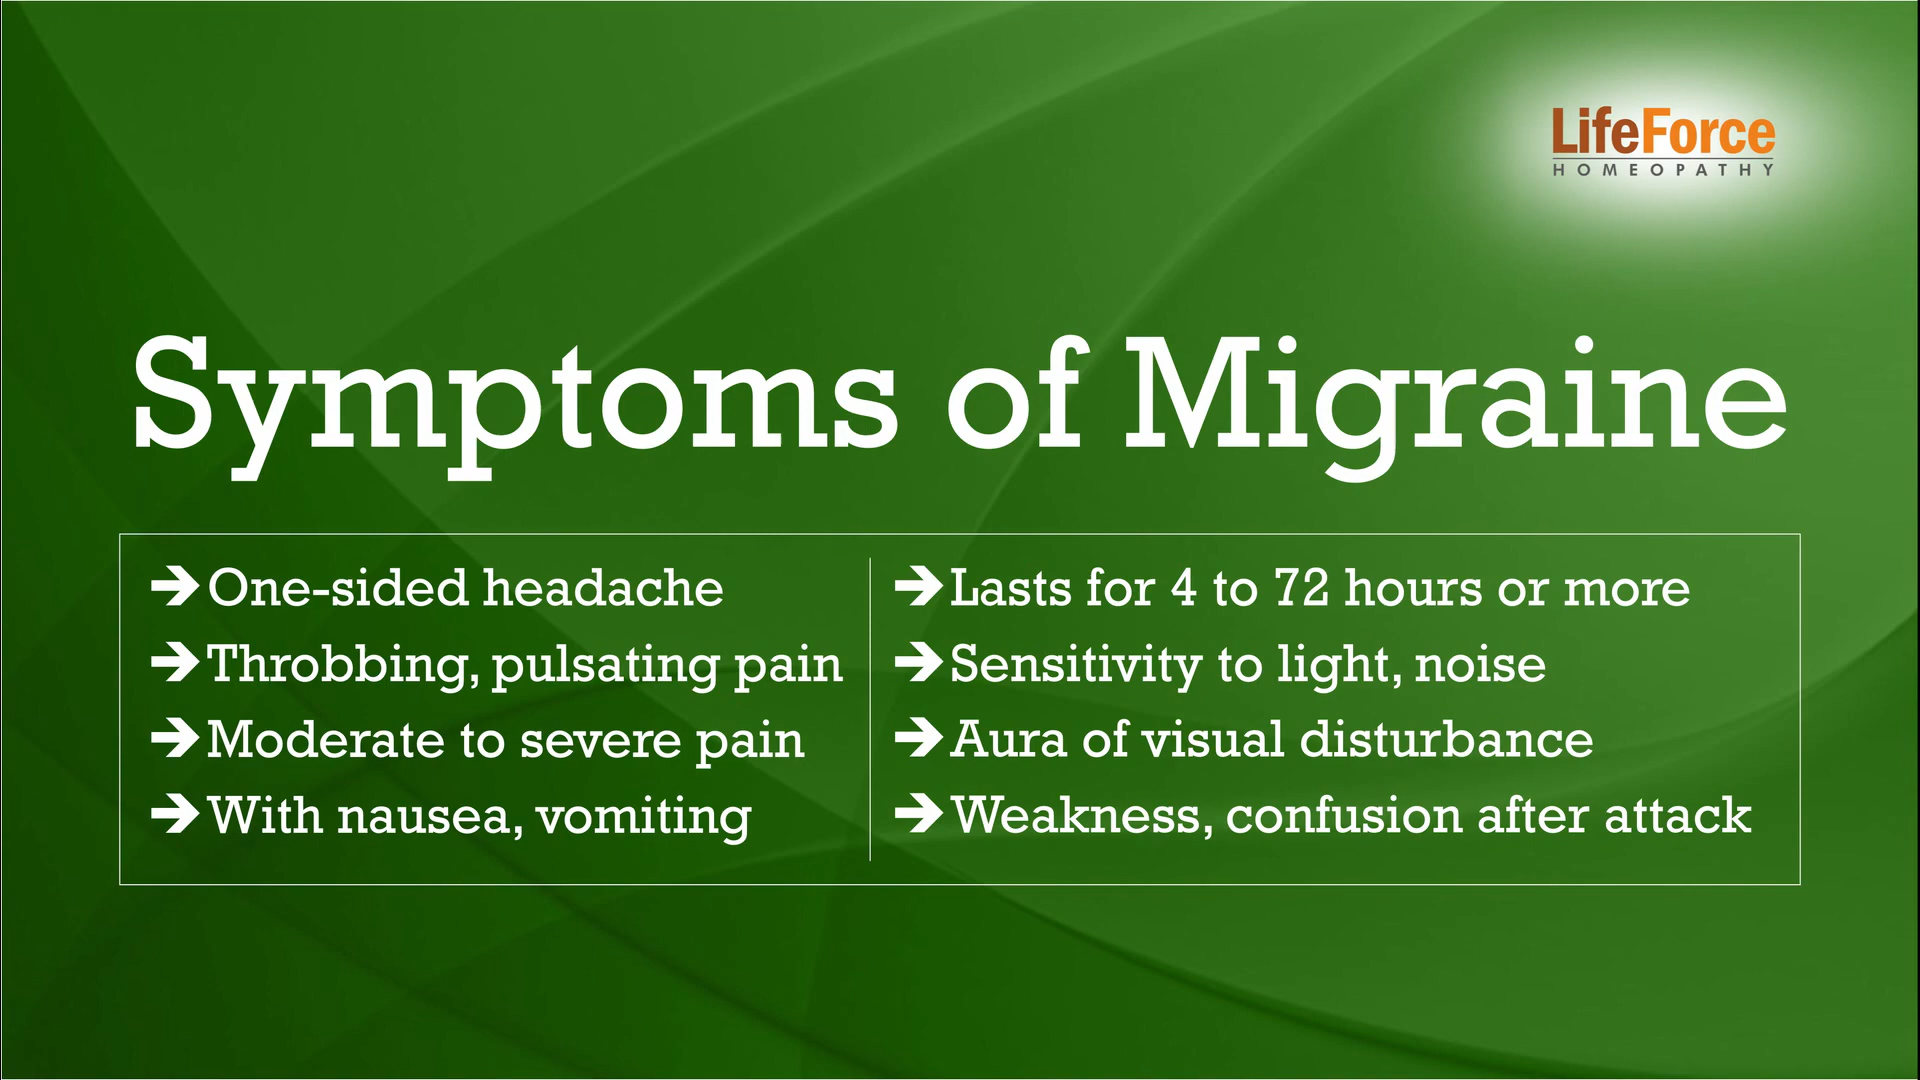 LifeForce
HOMEOPATHY
Symptoms of Migraine
➔One-sided headache
➔Throbbing, pulsating pain
➔Moderate to severe pain
➔With nausea, vomiting
➔Lasts for 4 to 72 hours or more
➔Sensitivity to light, noise
➔Aura of visual disturbance
➔Weakness, confusion after attack